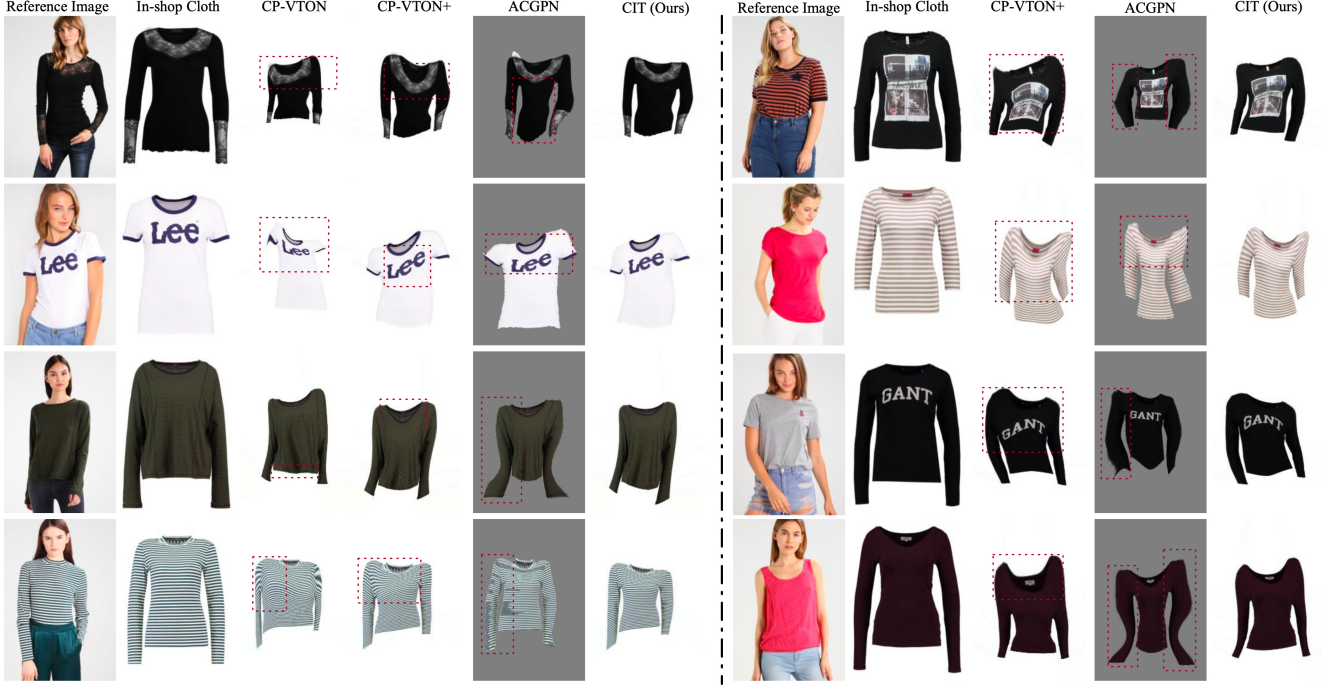 Reference Image In-shop Cloth CP-VTON CP-VTON+ ACGPN CIT (Ours) Reference Image In-shop Cloth CP-VTON+ ACGPN CIT (Ours)
Lee Lee Lee Lee Lee Lee
GANT GANT GANT GANT